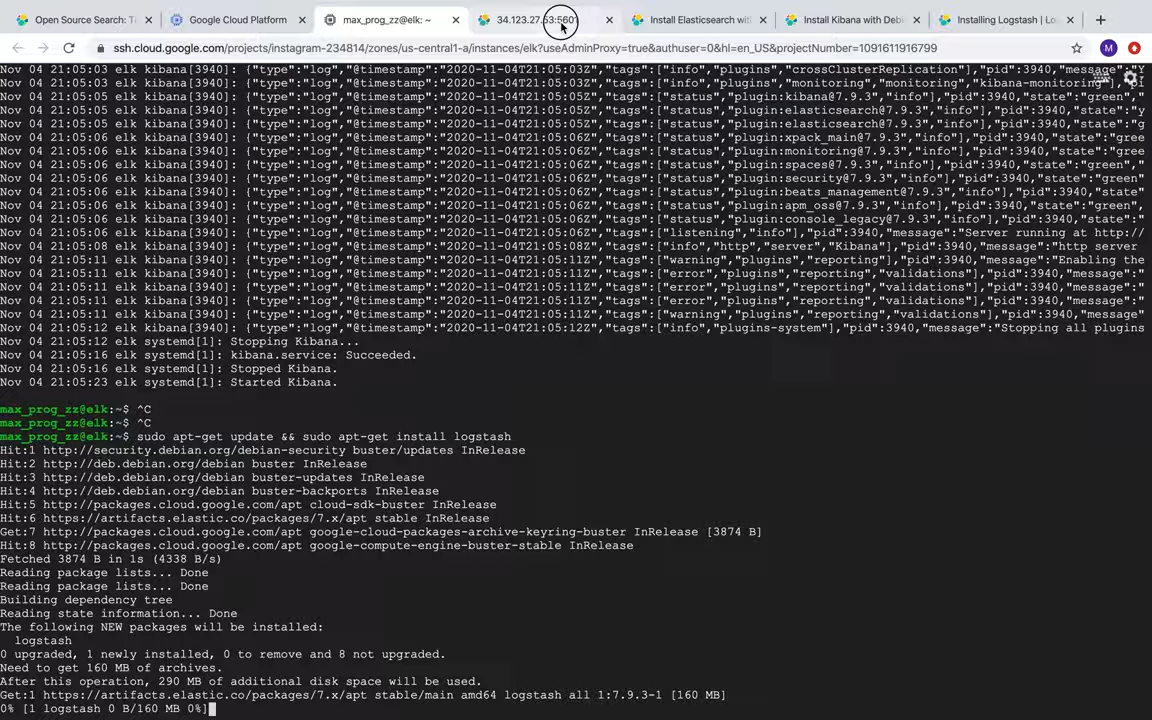 Open Source Search: T
Google Cloud Platform
max_prog_zz@elk: ~
34.123.27.53:5601
Install Elasticsearch wit
Install Kibana with Debi
Installing Logstash | Lo
ssh.cloud.google.com/projects/instagram-234814/zones/us-central1-a/instances/elk?useAdminProxy=true&authuser=0&hl=en_US&projectNumber=1091611916799
M
Nov 04 21:05:03 elk kibana[3940]: {"type":"log","@timestamp":"2020-11-04T21:05:03Z","tags":["info","plugins","crossClusterReplication"],"pid":3940,"message":"Y
Nov 04 21:05:03 elk kibana[3940]: {"type":"log","@timestamp":"2020-11-04T21:05:03Z","tags":["info","plugins","monitoring","monitoring","kibana-monitoring"],"pi
Nov 04 21:05:05 elk kibana[3940]: {"type":"log","@timestamp":"2020-11-04T21:05:05Z","tags":["status","plugin:kibana@7.9.3","info"],"pid":3940,"state":"green","
Nov 04 21:05:05 elk kibana[3940]: {"type":"log","@timestamp":"2020-11-04T21:05:05Z","tags":["status","plugin:elasticsearch@7.9.3","info"],"pid":3940,"state":"y
Nov 04 21:05:05 elk kibana[3940]: {"type":"log","@timestamp":"2020-11-04T21:05:05Z","tags":["status","plugin:elasticsearch@7.9.3","info"],"pid":3940,"state":"g
Nov 04 21:05:06 elk kibana[3940]: {"type":"log","@timestamp":"2020-11-04T21:05:06Z","tags":["status","plugin:xpack_main@7.9.3","info"],"pid":3940,"state":"gree
Nov 04 21:05:06 elk kibana[3940]: {"type":"log","@timestamp":"2020-11-04T21:05:06Z","tags":["status","plugin:monitoring@7.9.3","info"],"pid":3940,"state":"gree
Nov 04 21:05:06 elk kibana[3940]: {"type":"log","@timestamp":"2020-11-04T21:05:06Z","tags":["status","plugin:spaces@7.9.3","info"],"pid":3940,"state":"green","
Nov 04 21:05:06 elk kibana[3940]: {"type":"log","@timestamp":"2020-11-04T21:05:06Z","tags":["status","plugin:security@7.9.3","info"],"pid":3940,"state":"green"
Nov 04 21:05:06 elk kibana[3940]: {"type":"log","@timestamp":"2020-11-04T21:05:06Z","tags":["status","plugin:beats_management@7.9.3","info"],"pid":3940,"state"
Nov 04 21:05:06 elk kibana[3940]: {"type":"log","@timestamp":"2020-11-04T21:05:06Z","tags":["status","plugin:apm_oss@7.9.3","info"],"pid":3940,"state":"green",
Nov 04 21:05:06 elk kibana[3940]: {"type":"log","@timestamp":"2020-11-04T21:05:06Z","tags":["status","plugin:console_legacy@7.9.3","info"],"pid":3940,"state":"
Nov 04 21:05:06 elk kibana[3940]: {"type":"log","@timestamp":"2020-11-04T21:05:06Z","tags":["listening","info"],"pid":3940,"message":"Server running at http://
Nov 04 21:05:08 elk kibana[3940]: {"type":"log","@timestamp":"2020-11-04T21:05:08Z","tags":["info","http","server","Kibana"],"pid":3940,"message":"http server
Nov 04 21:05:11 elk kibana[3940]: {"type":"log","@timestamp":"2020-11-04T21:05:11Z","tags":["warning","plugins","reporting"],"pid":3940,"message":"Enabling the
Nov 04 21:05:11 elk kibana[3940]: {"type":"log","@timestamp":"2020-11-04T21:05:11Z","tags":["error","plugins","reporting","validations"],"pid":3940,"message":"
Nov 04 21:05:11 elk kibana[3940]: {"type":"log","@timestamp":"2020-11-04T21:05:11Z","tags":["error","plugins","reporting","validations"],"pid":3940,"message":"
Nov 04 21:05:11 elk kibana[3940]: {"type":"log","@timestamp":"2020-11-04T21:05:11Z","tags":["error","plugins","reporting","validations"],"pid":3940,"message":"
Nov 04 21:05:11 elk kibana[3940]: {"type":"log","@timestamp":"2020-11-04T21:05:11Z","tags":["warning","plugins","reporting","validations"],"pid":3940,"message"
Nov 04 21:05:12 elk kibana[3940]: {"type":"log","@timestamp":"2020-11-04T21:05:12Z","tags":["info","plugins-system"],"pid":3940,"message":"Stopping all plugins
Nov 04 21:05:12 elk systemd[1]: Stopping Kibana...
Nov 04 21:05:16 elk systemd[1]: kibana.service: Succeeded.
Nov 04 21:05:16 elk systemd[1]: Stopped Kibana.
Nov 04 21:05:23 elk systemd[1]: Started Kibana.
max_prog_zz@elk:~$ ^C
max_prog_zz@elk:~$ ^C
max_prog_zz@elk:~$ sudo apt-get update && sudo apt-get install logstash
Hit:1 http://security.debian.org/debian-security buster/updates InRelease
Hit:2 http://deb.debian.org/debian buster InRelease
Hit:3 http://deb.debian.org/debian buster-updates InRelease
Hit:4 http://deb.debian.org/debian buster-backports InRelease
Hit:5 http://packages.cloud.google.com/apt cloud-sdk-buster InRelease
Hit:6 https://artifacts.elastic.co/packages/7.x/apt stable InRelease
Get:7 http://packages.cloud.google.com/apt google-cloud-packages-archive-keyring-buster InRelease [3874 B]
Hit:8 http://packages.cloud.google.com/apt google-compute-engine-buster-stable InRelease
Fetched 3874 B in 1s (4338 B/s)
Reading package lists... Done
Reading package lists... Done
Building dependency tree
Reading state information... Done
The following NEW packages will be installed:
logstash
0 upgraded, 1 newly installed, 0 to remove and 8 not upgraded.
Need to get 160 MB of archives.
After this operation, 290 MB of additional disk space will be used.
Get:1 https://artifacts.elastic.co/packages/7.x/apt stable/main amd64 logstash all 1:7.9.3-1 [160 MB]
0% [1 logstash 0 B/160 MB 0%]